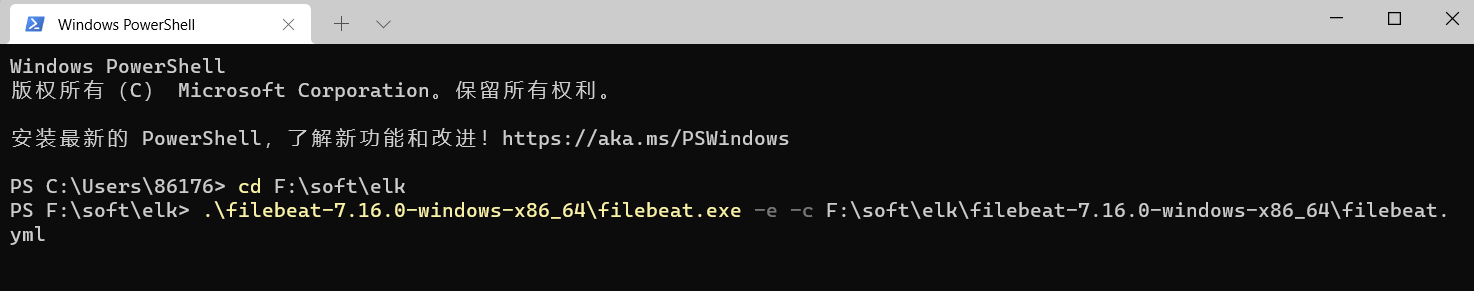 Windows PowerShell
Windows PowerShell
版权所有 (C) Microsoft Corporation。保留所有权利。
安装最新的 PowerShell，了解新功能和改进！https://aka.ms/PSWindows
PS C:\Users\86176> cd F:\soft\elk
PS F:\soft\elk> .\filebeat-7.16.0-windows-x86_64\filebeat.exe -e -c F:\soft\elk\filebeat-7.16.0-windows-x86_64\filebeat.
yml